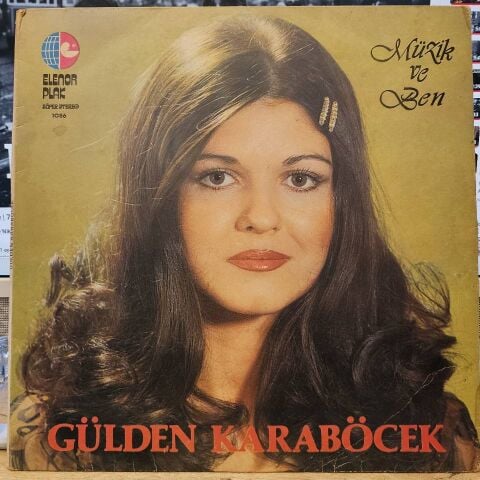 ELENOR
PLAK
SÜPER STEREO
1086
Müzik
ve
Ben
GÜLDEN KARABÖCEK